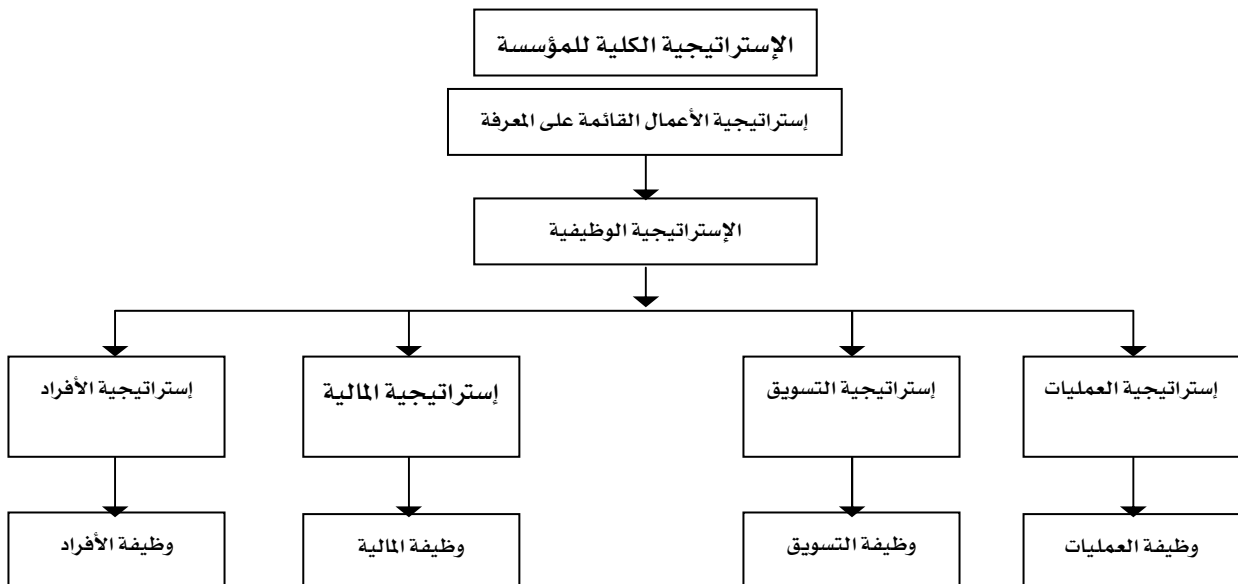 الإستراتيجية الكلية للمؤسسة
إستراتيجية الأعمال القائمة على المعرفة
الإستراتيجية الوظيفية
إستراتيجية العمليات
إستراتيجية التسويق
إستراتيجية المالية
إستراتيجية الأفراد
وظيفة العمليات
وظيفة التسويق
وظيفة المالية
وظيفة الأفراد